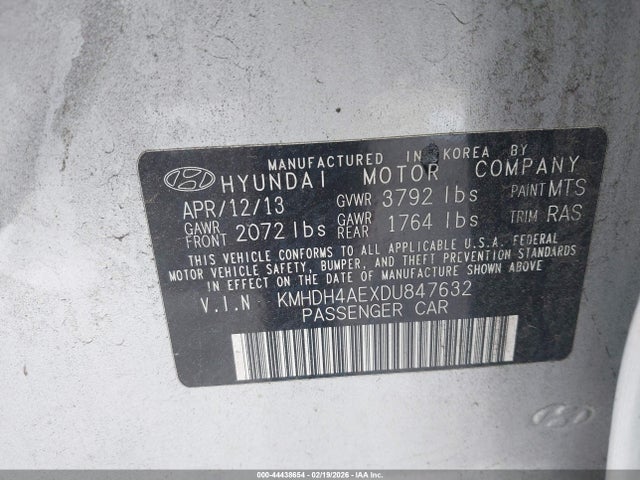 MANUFACTURED IN KOREA BY
HYUNDAI MOTOR COMPANY
APR/12/13 GVWR 3792 lbs PAINT MTS
GAWR FRONT 2072 lbs GAWR REAR 1764 lbs TRIM RAS
THIS VEHICLE CONFORMS TO ALL APPLICABLE U.S.A. FEDERAL
MOTOR VEHICLE SAFETY, BUMPER, AND THEFT PREVENTION STANDARDS
IN EFFECT ON THE DATE OF MANUFACTURE SHOWN ABOVE.
V.I.N KMHDH4AEXDU847632
PASSENGER CAR
000-44438654 - 02/19/2026 - IAA, Inc.